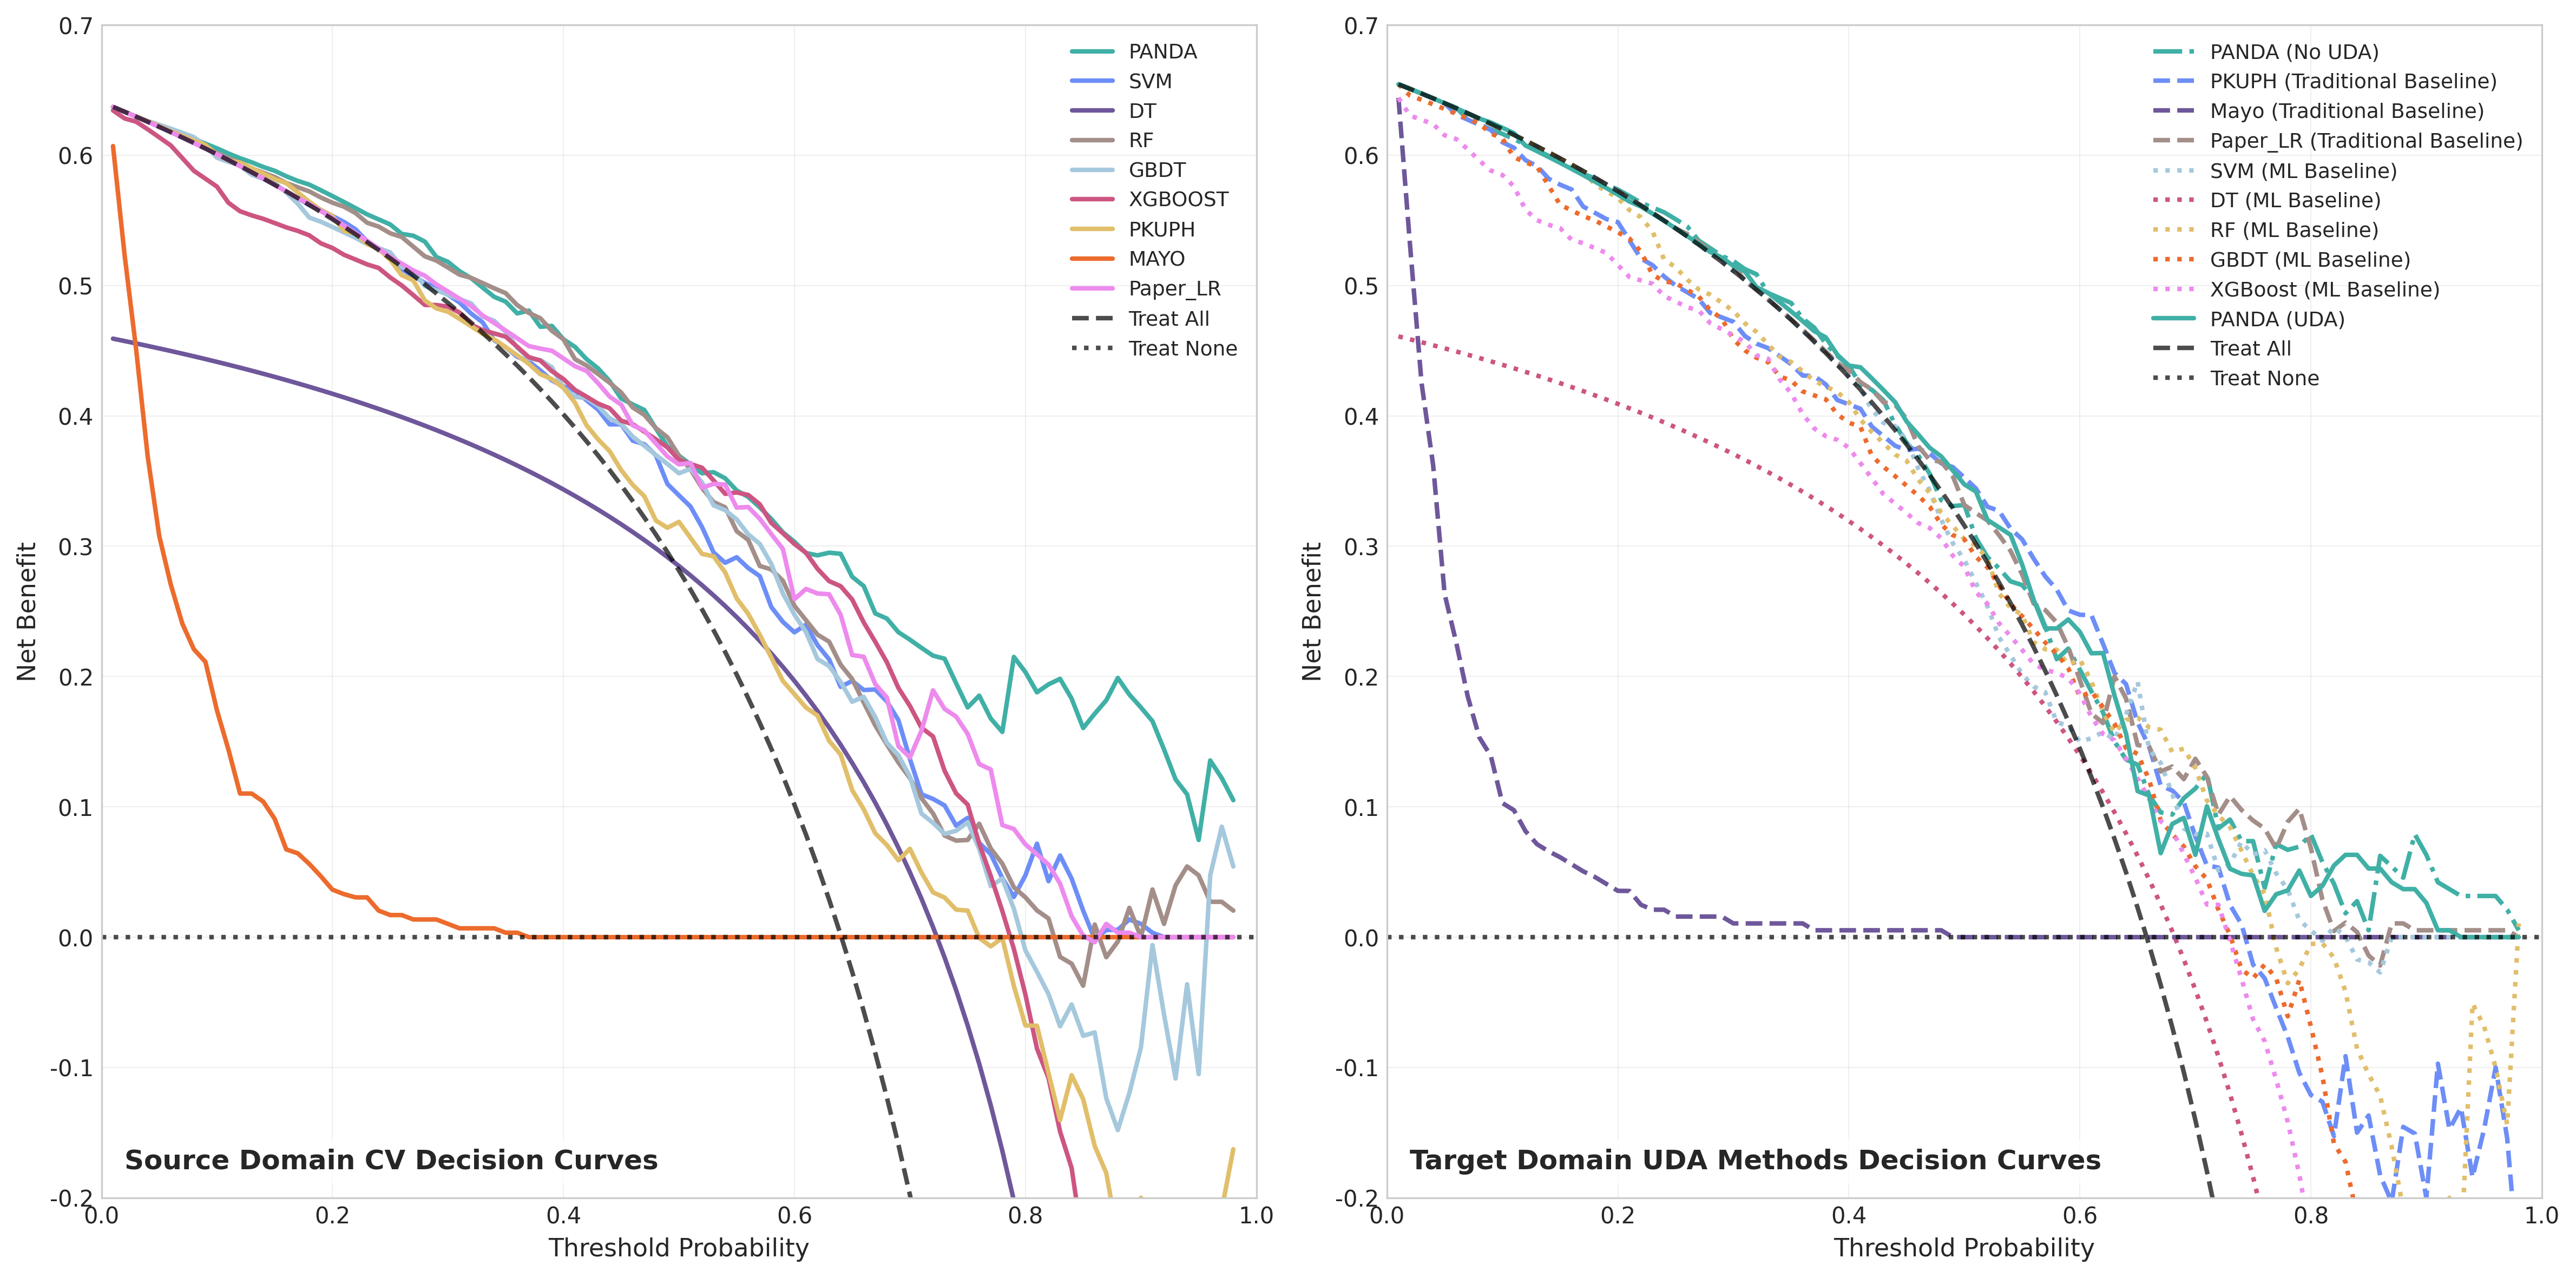 0.7
0.6
0.5
0.4
0.3
0.2
0.1
0.0
-0.1
-0.2
Net Benefit
PANDA
SVM
DT
RF
GBDT
XGBOOST
PKUPH
MAYO
Paper_LR
Treat All
Treat None
Source Domain CV Decision Curves
0.0 0.2 0.4 0.6 0.8 1.0
Threshold Probability
0.7
0.6
0.5
0.4
0.3
0.2
0.1
0.0
-0.1
-0.2
Net Benefit
PANDA (No UDA)
PKUPH (Traditional Baseline)
Mayo (Traditional Baseline)
Paper_LR (Traditional Baseline)
SVM (ML Baseline)
DT (ML Baseline)
RF (ML Baseline)
GBDT (ML Baseline)
XGBoost (ML Baseline)
PANDA (UDA)
Treat All
Treat None
Target Domain UDA Methods Decision Curves
0.0 0.2 0.4 0.6 0.8 1.0
Threshold Probability